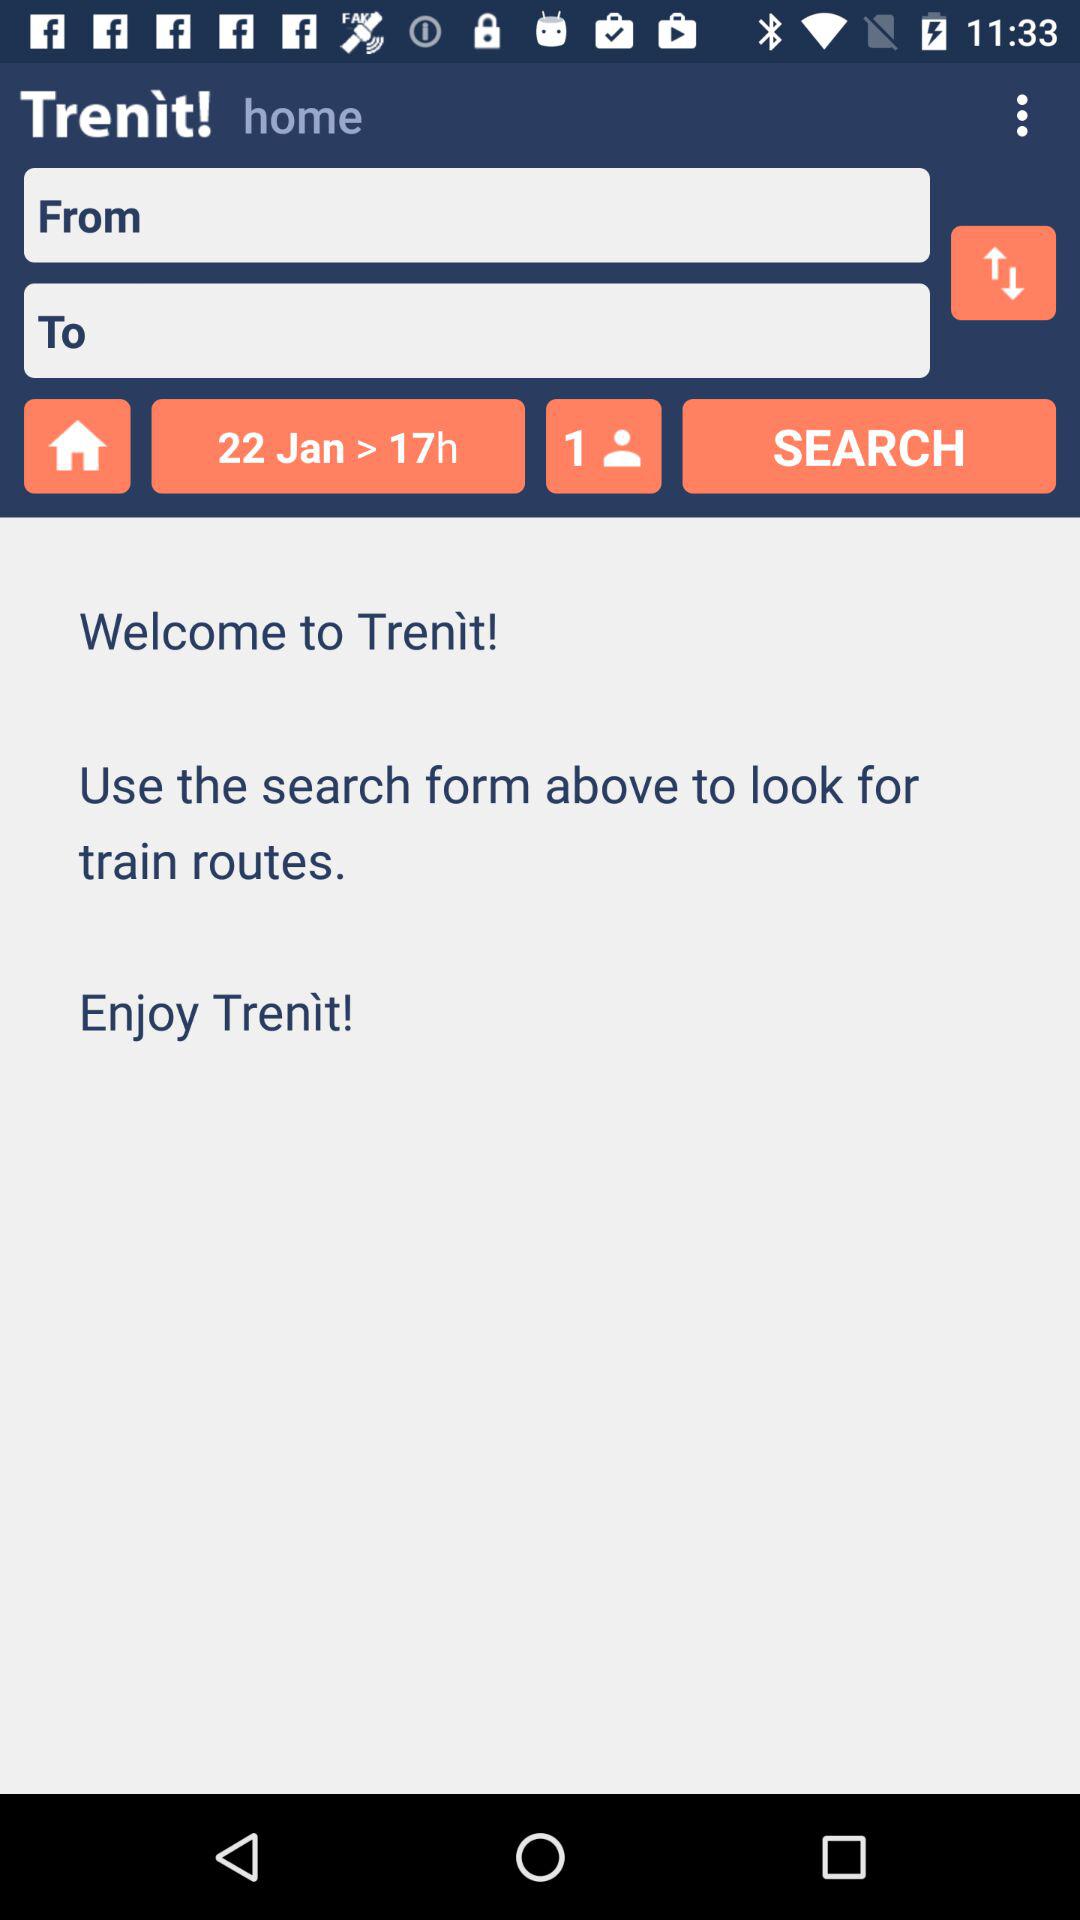 FAKE
11:33
Trenìt! home
From
To
22 Jan > 17h
1
SEARCH
Welcome to Trenìt!
Use the search form above to look for
train routes.
Enjoy Trenìt!